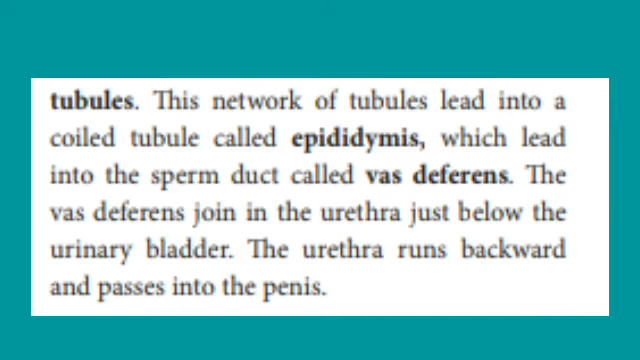 tubules. This network of tubules lead into a
coiled tubule called epididymis, which lead
into the sperm duct called vas deferens. The
vas deferens join in the urethra just below the
urinary bladder. The urethra runs backward
and passes into the penis.